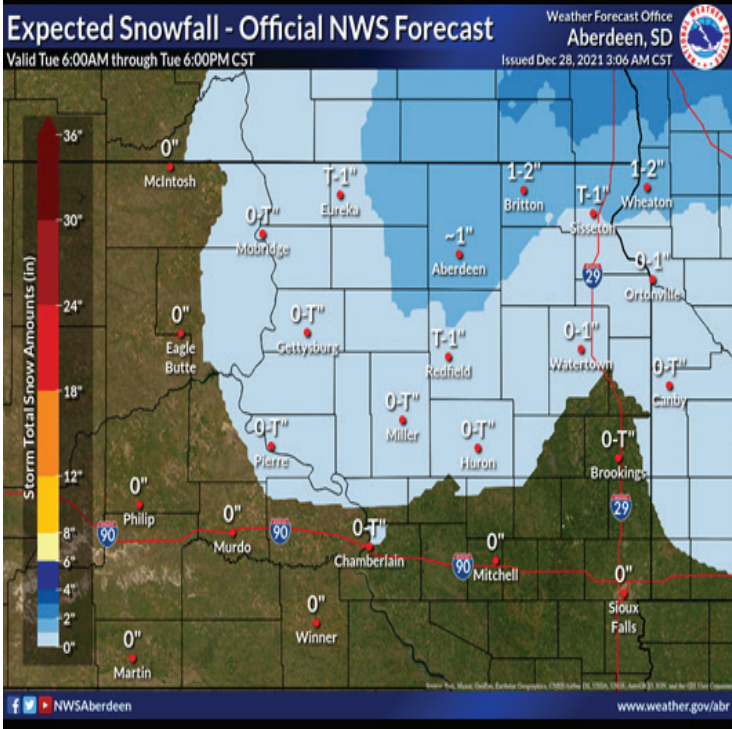 Expected Snowfall - Official NWS Forecast
Valid Tue 6:00AM through Tue 6:00PM CST
Weather Forecast Office
Aberdeen, SD
Issued Dec 28, 2021 3:06 AM CST
NATIONAL WEATHER SERVICE
Storm Total Snow Amounts (in)
36"
30"
24"
18"
12"
8"
6"
4"
2"
0"
0"
McIntosh
T-1"
Eureka
1-2"
Britton
T-1"
Sisseton
1-2"
Wheaton
0-T"
Mobridge
~1"
Aberdeen
29
0-1"
Ortonville
0"
Eagle
Butte
0-T"
Gettysburg
T-1"
Redfield
0-1"
Watertown
0-T"
Canby
0-T"
Pierre
0-T"
Miller
0-T"
Huron
0-T"
Brookings
0"
Philip
90
0"
Murdo
90
0-T"
Chamberlain
90
0"
Mitchell
29
0"
Sioux
Falls
0"
Winner
0"
Martin
NWSAberdeen
www.weather.gov/abr